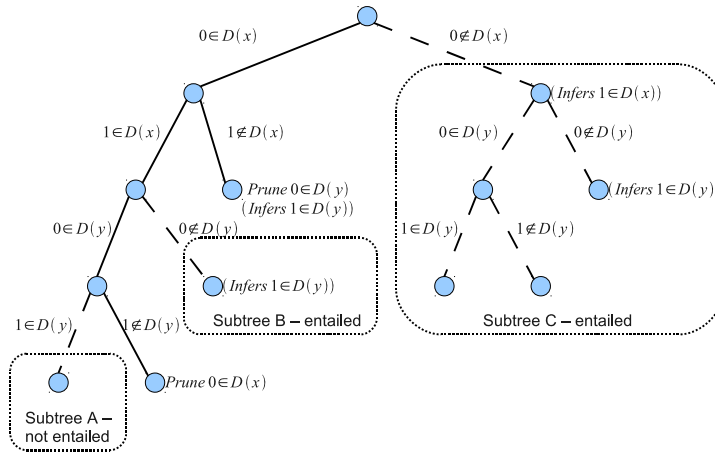 0∈D(x)
0∉D(x)
(Infers 1∈D(x))
1∈D(x)
1∉D(x)
0∈D(y)
0∉D(y)
Prune 0∈D(y)
(Infers 1∈D(y))
(Infers 1∈D(y))
0∈D(y)
0∉D(y)
1∈D(y)
1∉D(y)
(Infers 1∈D(y))
Subtree B – entailed
Subtree C – entailed
1∈D(y)
1∉D(y)
Prune 0∈D(x)
Subtree A –
not entailed